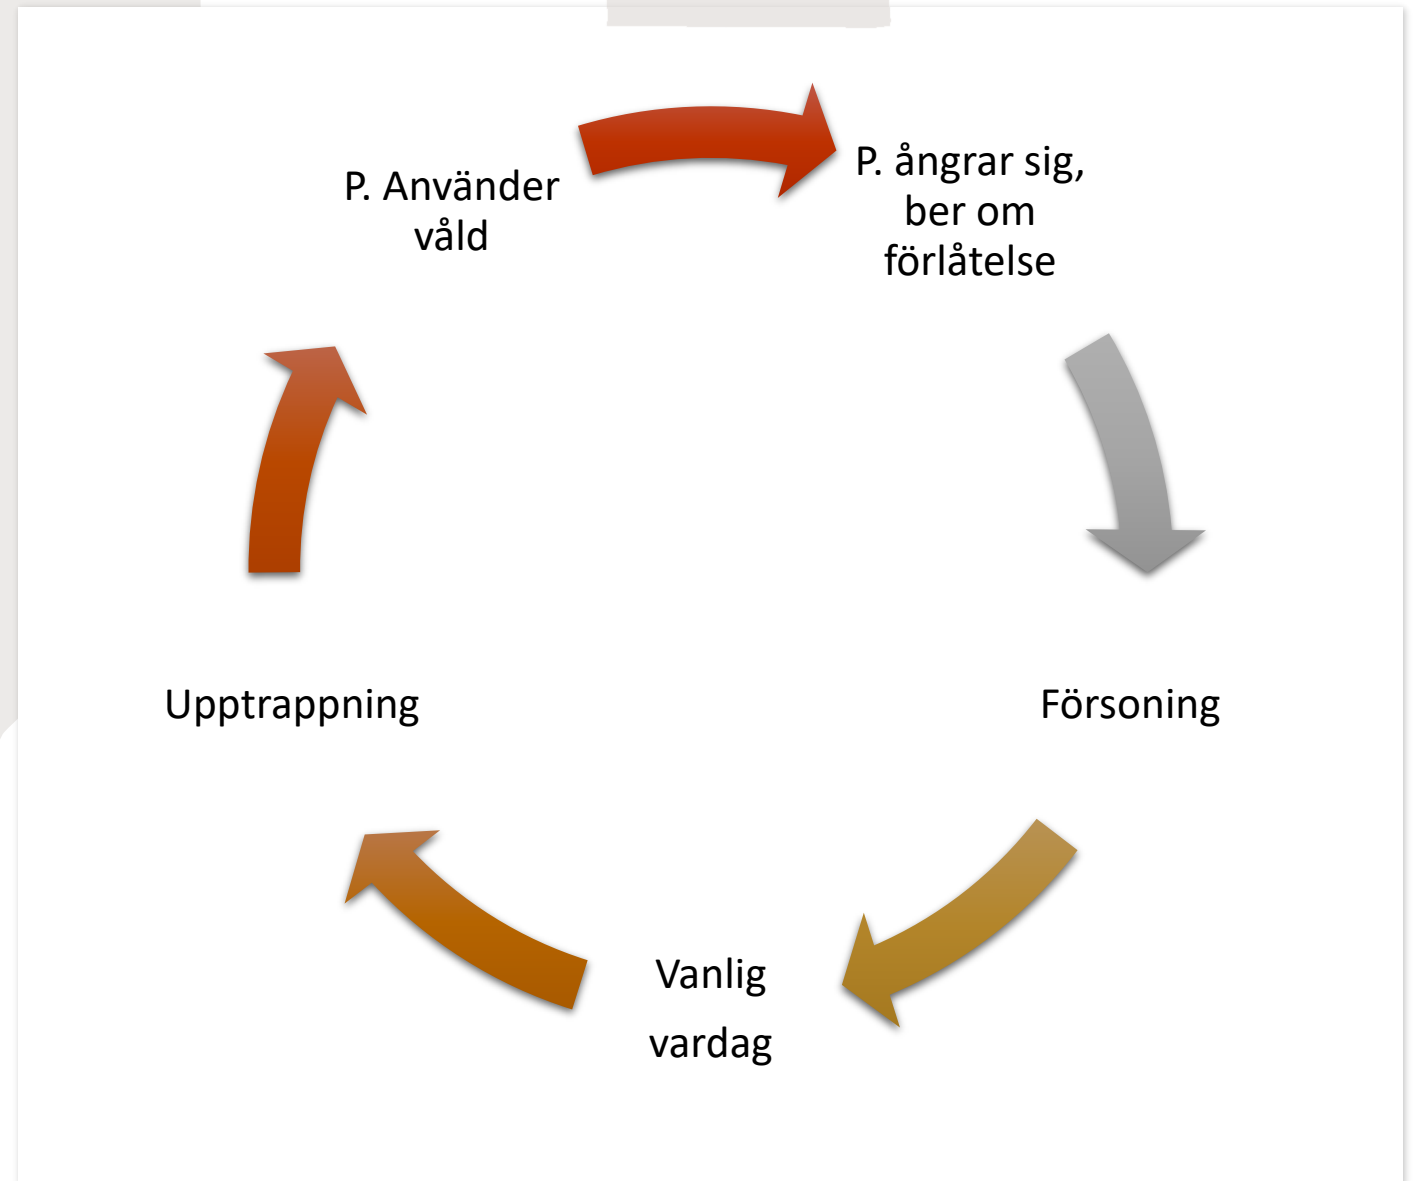 P. Använder
våld
P. ångrar sig,
ber om
förlåtelse
Försoning
Vanlig
vardag
Upptrappning